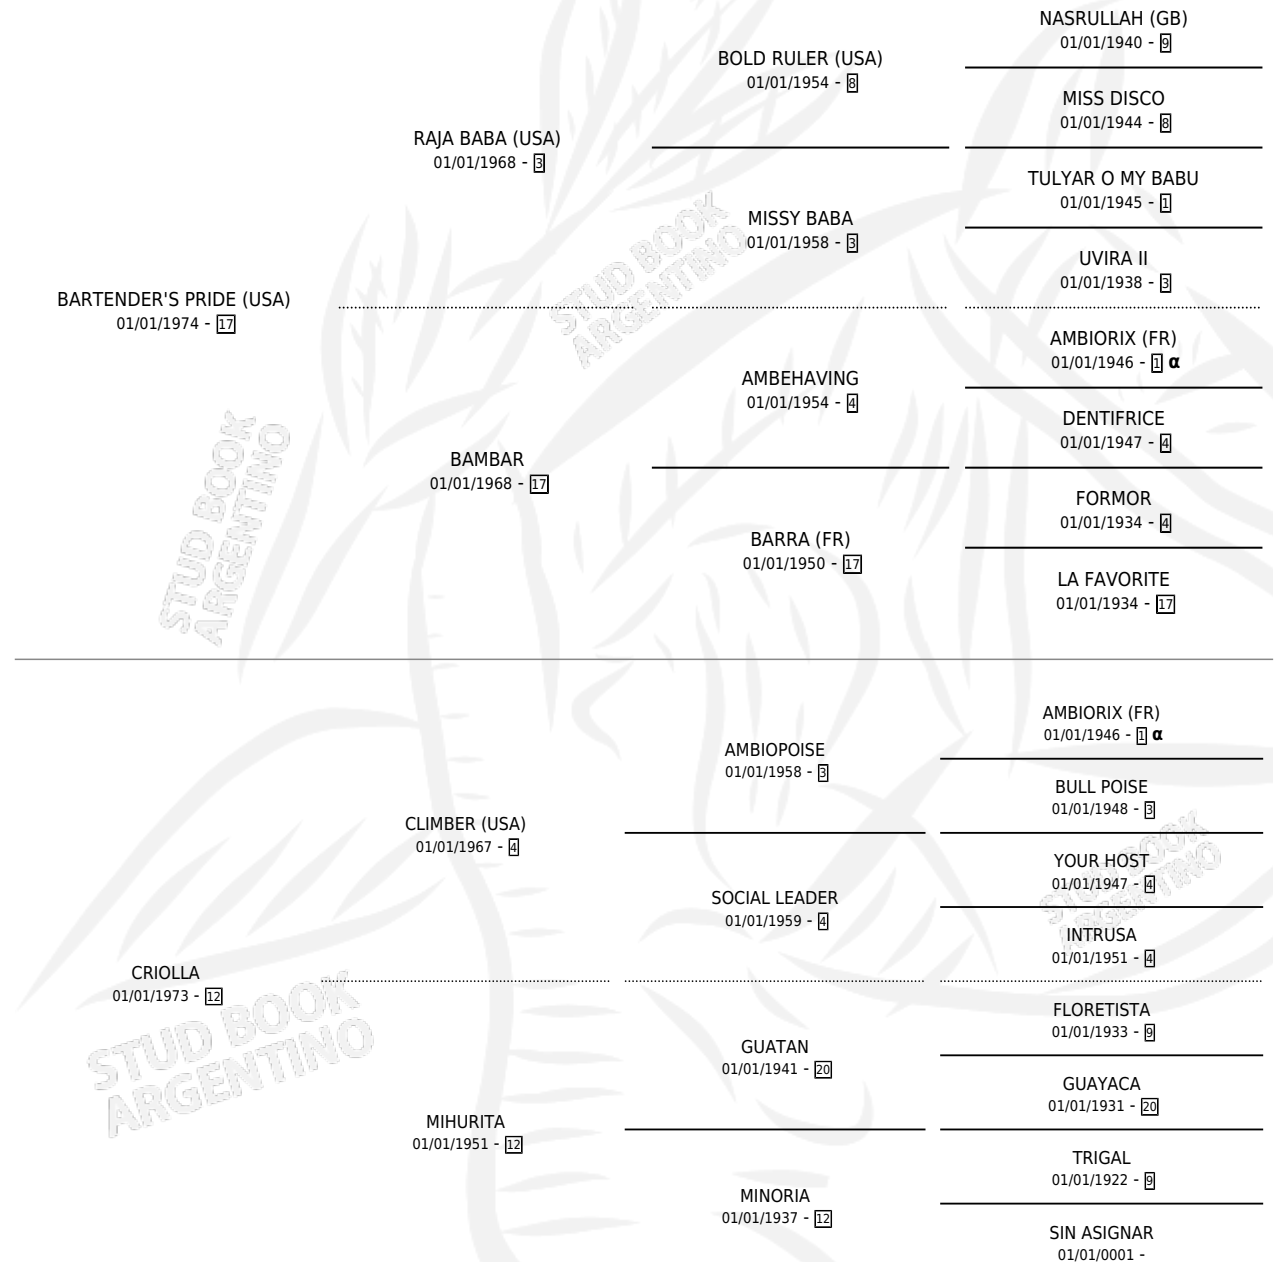 NASRULLAH (GB)
01/01/1940 - 9
BOLD RULER (USA)
01/01/1954 - 8
MISS DISCO
01/01/1944 - 8
RAJA BABA (USA)
01/01/1968 - 3
TULYAR O MY BABU
01/01/1945 - 1
MISSY BABA
01/01/1958 - 3
UVIRA II
01/01/1938 - 3
BARTENDER'S PRIDE (USA)
01/01/1974 - 17
AMBIORIX (FR)
01/01/1946 - 1 α
AMBEHAVING
01/01/1954 - 4
DENTIFRICE
01/01/1947 - 4
BAMBAR
01/01/1968 - 17
FORMOR
01/01/1934 - 4
BARRA (FR)
01/01/1950 - 17
LA FAVORITE
01/01/1934 - 17
AMBIORIX (FR)
01/01/1946 - 1 α
AMBIOPOISE
01/01/1958 - 3
BULL POISE
01/01/1948 - 3
CLIMBER (USA)
01/01/1967 - 4
YOUR HOST
01/01/1947 - 4
SOCIAL LEADER
01/01/1959 - 4
INTRUSA
01/01/1951 - 4
CRIOLLA
01/01/1973 - 12
FLORETISTA
01/01/1933 - 9
GUATAN
01/01/1941 - 20
GUAYACA
01/01/1931 - 20
MIHURITA
01/01/1951 - 12
TRIGAL
01/01/1922 - 9
MINORIA
01/01/1937 - 12
SIN ASIGNAR
01/01/0001 -
STUD BOOK
ARGENTINO
STUD BOOK
ARGENTINO
STUD BOOK
ARGENTINO
STUD BOOK
ARGENTINO